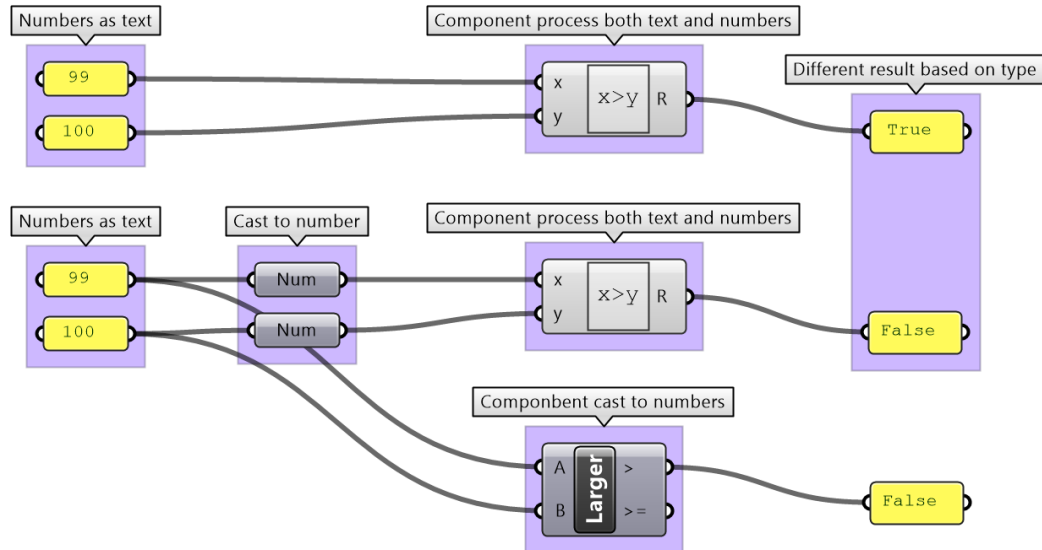 Numbers as text
Component process both text and numbers
Different result based on type
99
100
x
y
x>y
R
True
Numbers as text
Cast to number
Component process both text and numbers
99
100
Num
Num
x
y
x>y
R
False
Componbent cast to numbers
A
B
Larger
>
>=
False